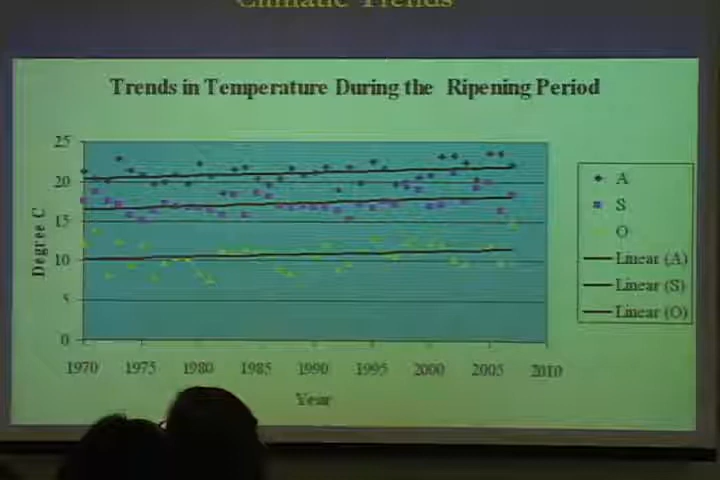 Climatic Trends
Trends in Temperature During the Ripening Period
25
20
15
10
5
0
Degree C
1970 1975 1980 1985 1990 1995 2000 2005 2010
Year
A
S
O
Linear (A)
Linear (S)
Linear (O)